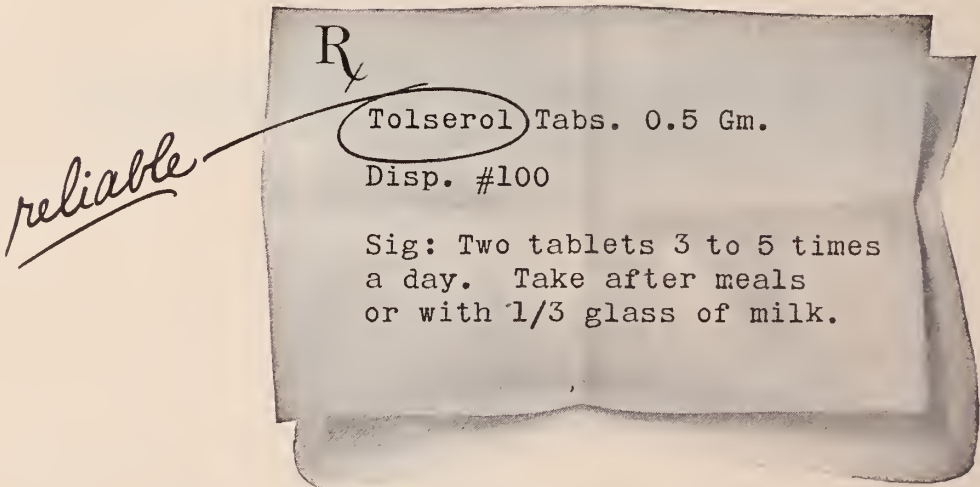 Rx
reliable
Tolserol Tabs. 0.5 Gm.
Disp. #100
Sig: Two tablets 3 to 5 times
a day. Take after meals
or with 1/3 glass of milk.